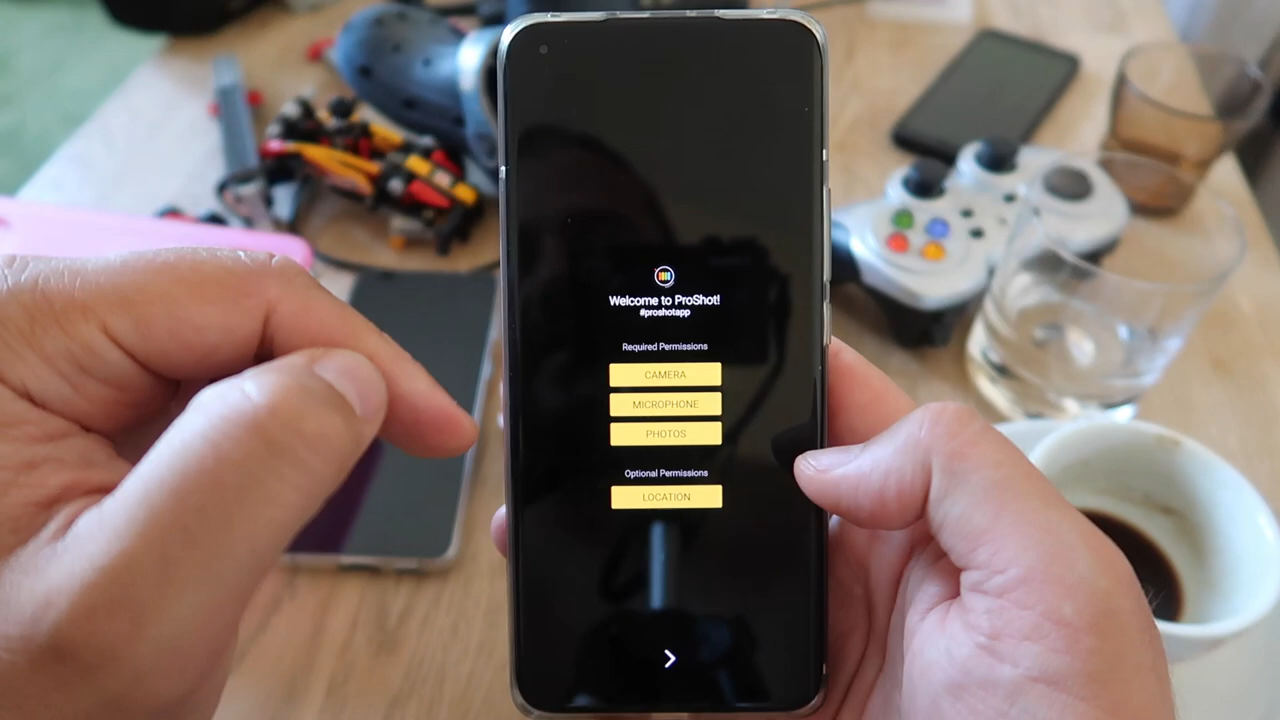 Welcome to ProShot!
#proshotapp
Required Permissions
CAMERA
MICROPHONE
PHOTOS
Optional Permissions
LOCATION